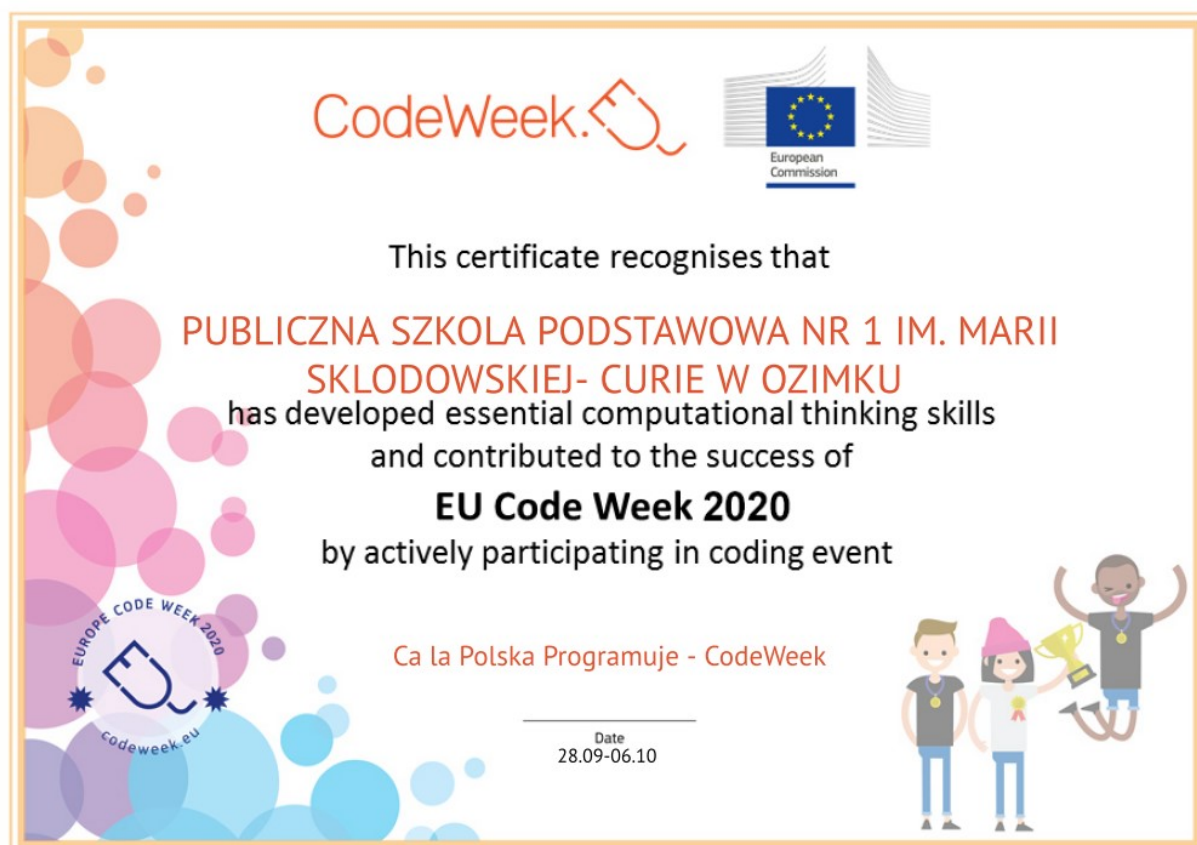 CodeWeek.EU
European
Commission
This certificate recognises that
PUBLICZNA SZKOLA PODSTAWOWA NR 1 IM. MARII
SKLODOWSKIEJ- CURIE W OZIMKU
has developed essential computational thinking skills
and contributed to the success of
EU Code Week 2020
by actively participating in coding event
EUROPE CODE WEEK 2020
codeweek.eu
Ca la Polska Programuje - CodeWeek
Date
28.09-06.10